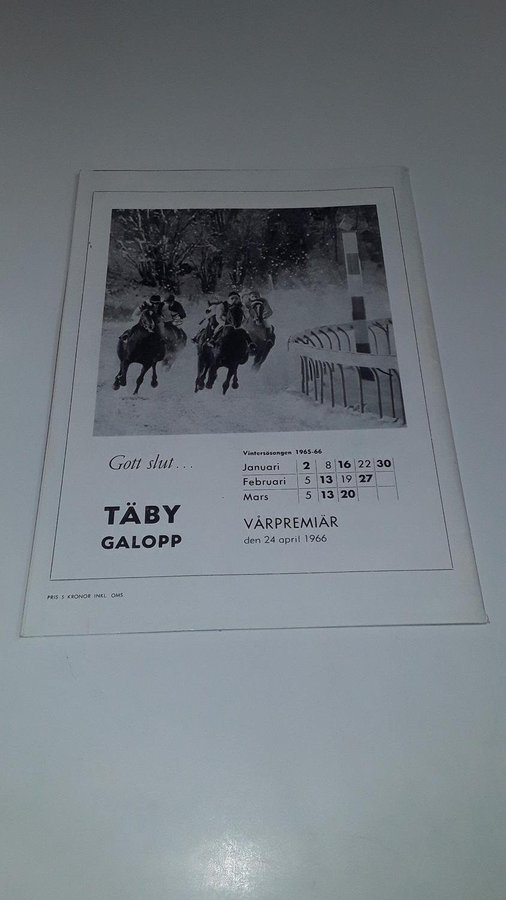 Gott slut...
TÄBY
GALOPP
Vintersäsongen 1965-66
Januari 2 8 16 22 30
Februari 5 13 19 27
Mars 5 13 20
VÅRPREMIÄR
den 24 april 1966
PRIS 5 KRONOR INKL. OMS.